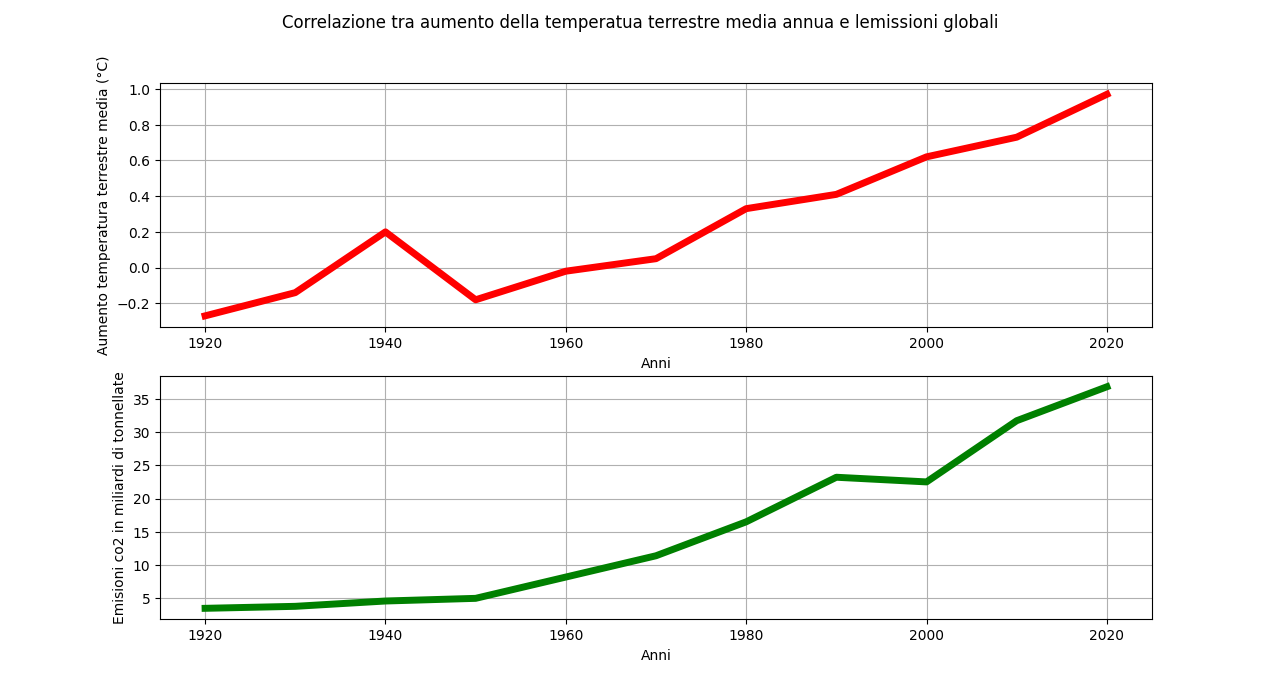 Correlazione tra aumento della temperatua terrestre media annua e lemissioni globali
Aumento temperatura terrestre media (°C)
1.0
0.8
0.6
0.4
0.2
0.0
−0.2
1920 1940 1960 1980 2000 2020
Anni
Emisioni co2 in miliardi di tonnellate
35
30
25
20
15
10
5
1920 1940 1960 1980 2000 2020
Anni